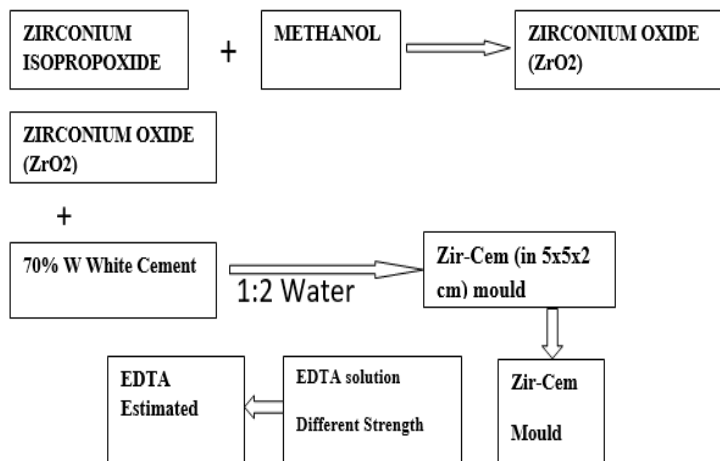 ZIRCONIUM
ISOPROPOXIDE
+
METHANOL
ZIRCONIUM OXIDE
(ZrO2)
ZIRCONIUM OXIDE
(ZrO2)
+
70% W White Cement
1:2 Water
Zir-Cem (in 5x5x2
cm) mould
EDTA
Estimated
EDTA solution
Different Strength
Zir-Cem
Mould